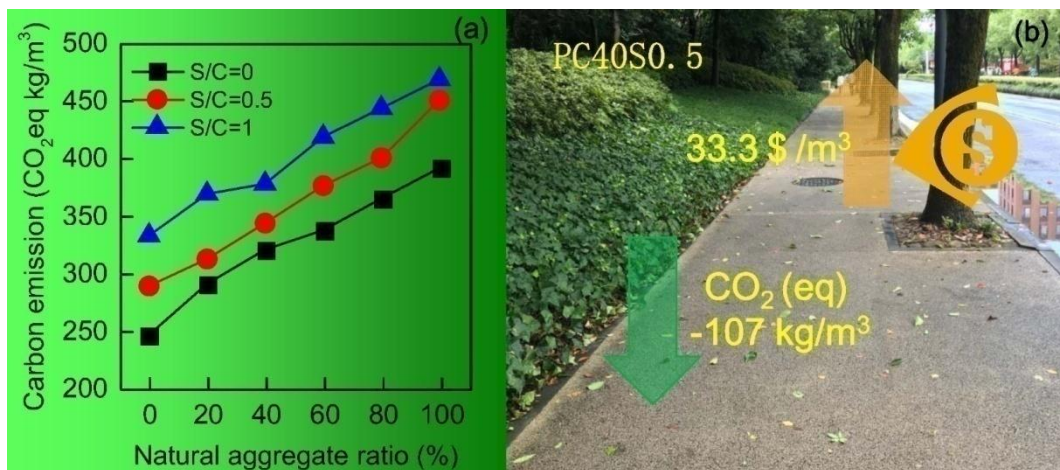 (a)
S/C=0
S/C=0.5
S/C=1
Carbon emission (CO₂eq kg/m³)
500
450
400
350
300
250
200
0 20 40 60 80 100
Natural aggregate ratio (%)
(b)
PC40S0.5
33.3 $ /m³
$
CO₂ (eq)
-107 kg/m³